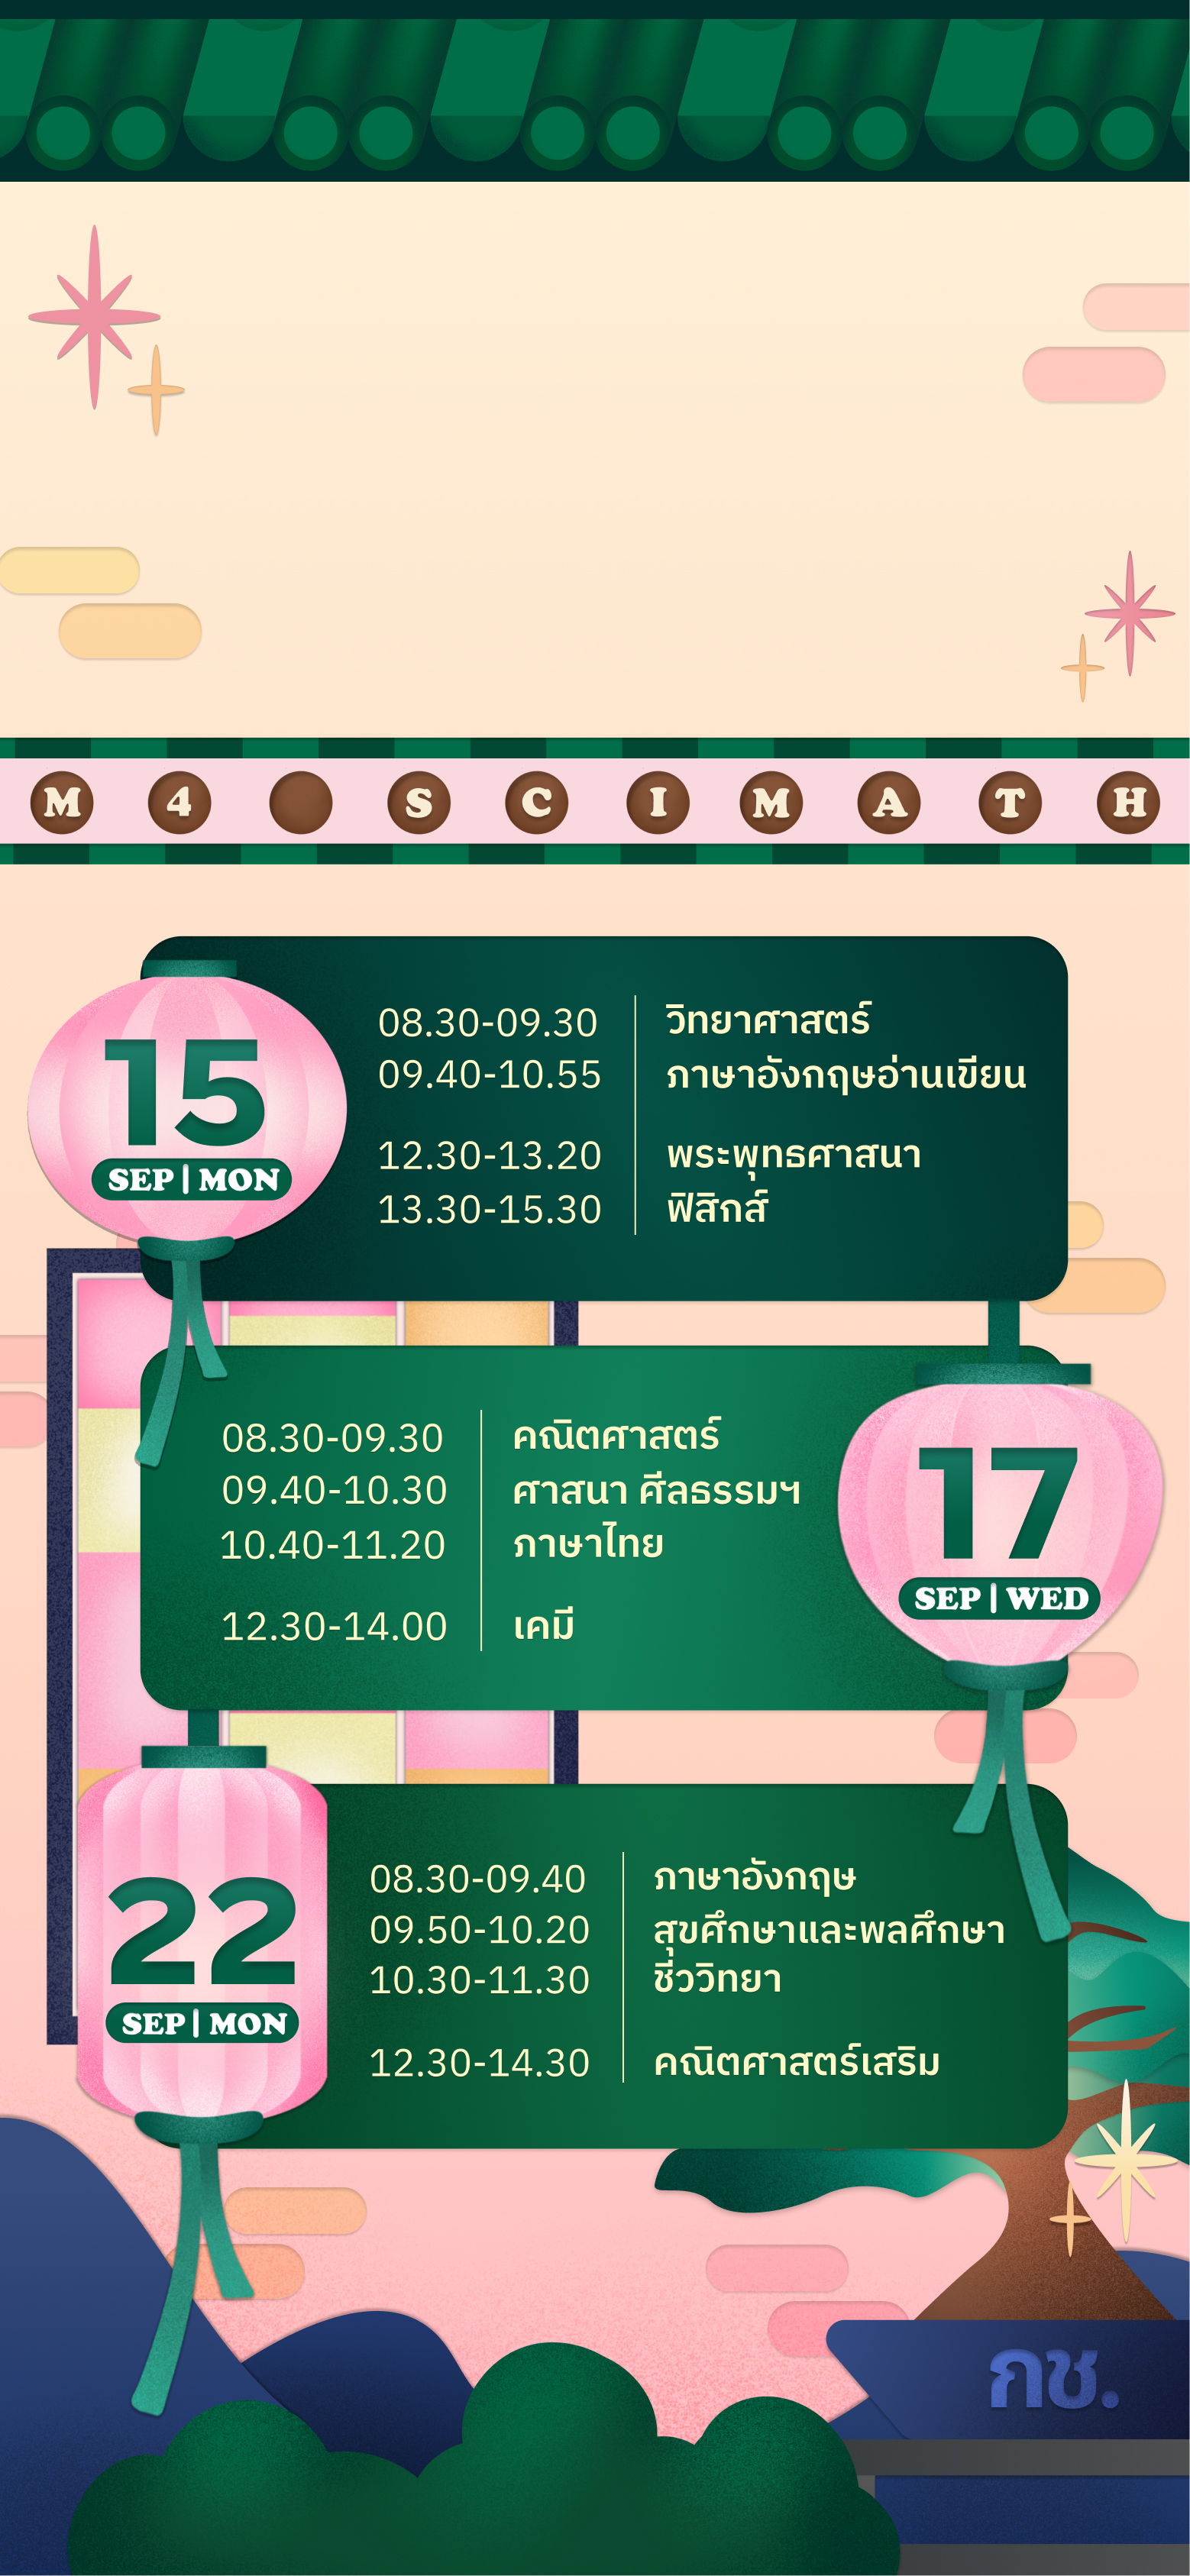 M4 SCIMATH
15
SEP | MON
08.30-09.30 วิทยาศาสตร์
09.40-10.55 ภาษาอังกฤษอ่านเขียน
12.30-13.20 พระพุทธศาสนา
13.30-15.30 ฟิสิกส์
17
SEP | WED
08.30-09.30 คณิตศาสตร์
09.40-10.30 ศาสนา ศีลธรรมฯ
10.40-11.20 ภาษาไทย
12.30-14.00 เคมี
22
SEP | MON
08.30-09.40 ภาษาอังกฤษ
09.50-10.20 สุขศึกษาและพลศึกษา
10.30-11.30 ชีววิทยา
12.30-14.30 คณิตศาสตร์เสริม
กช.